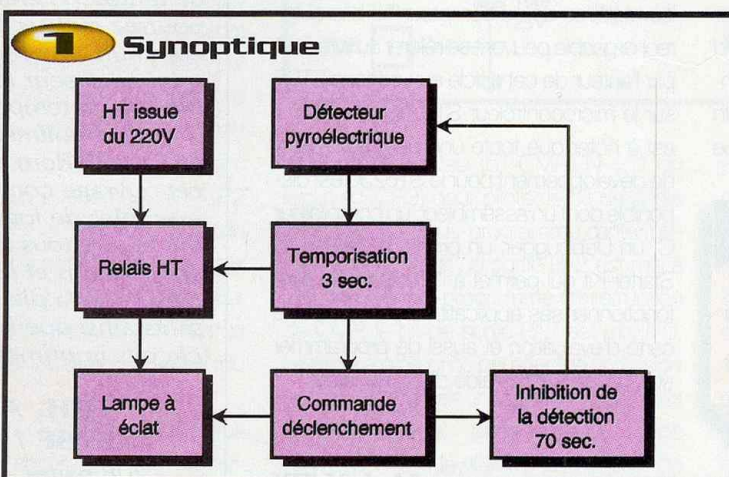 1 Synoptique
HT issue
du 220V
Détecteur
pyroélectrique
Relais HT
Temporisation
3 sec.
Lampe à
éclat
Commande
déclenchement
Inhibition de
la détection
70 sec.